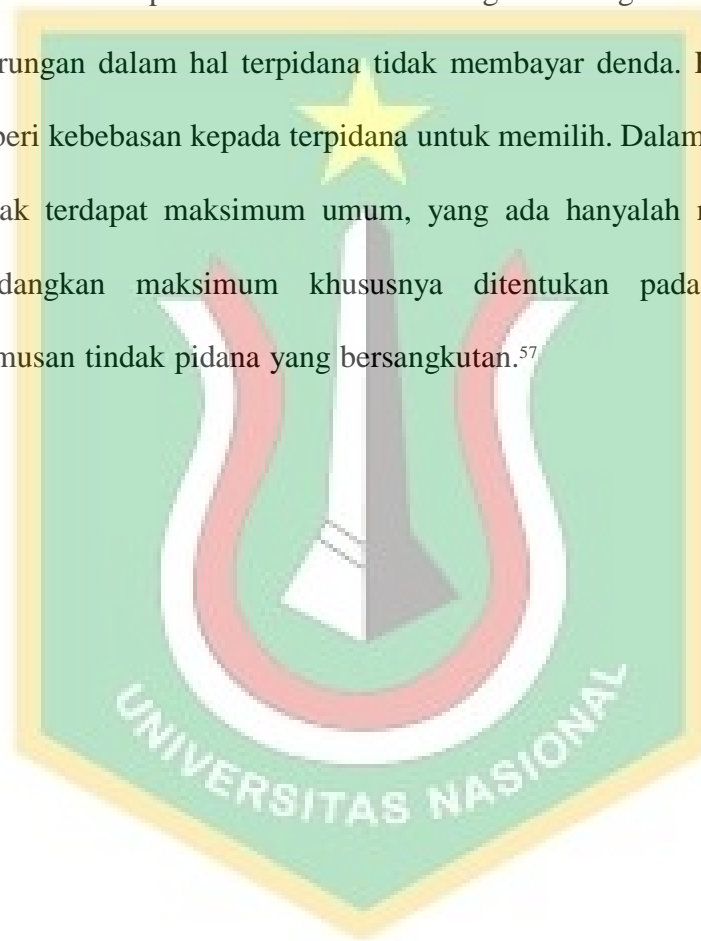 rungan dalam hal terpidana tidak membayar denda.
beri kebebasan kepada terpidana untuk memilih. Dalam
ak terdapat maksimum umum, yang ada hanyalah
dangkan maksimum khususnya ditentukan pada
musan tindak pidana yang bersangkutan.57
UNIVERSITAS NASIONAL